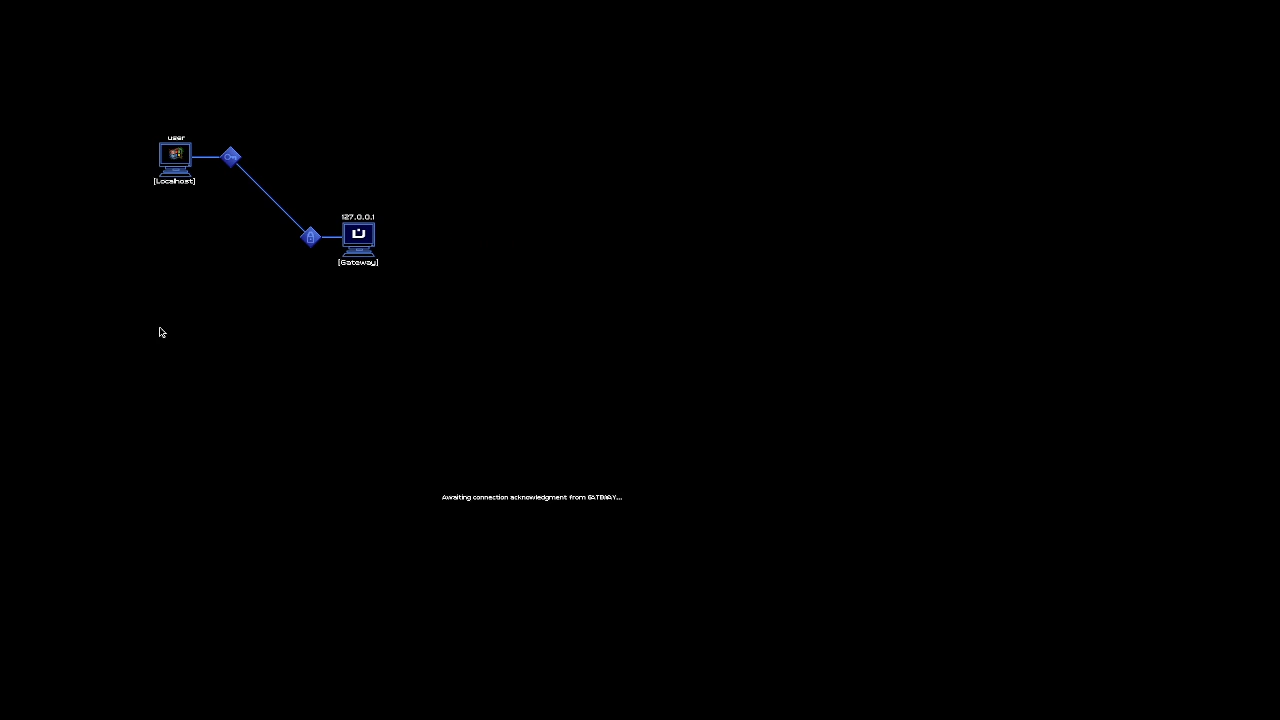 user
[Localhost]
127.0.0.1
[Gateway]
Awaiting connection acknowledgment from GATEWAY...